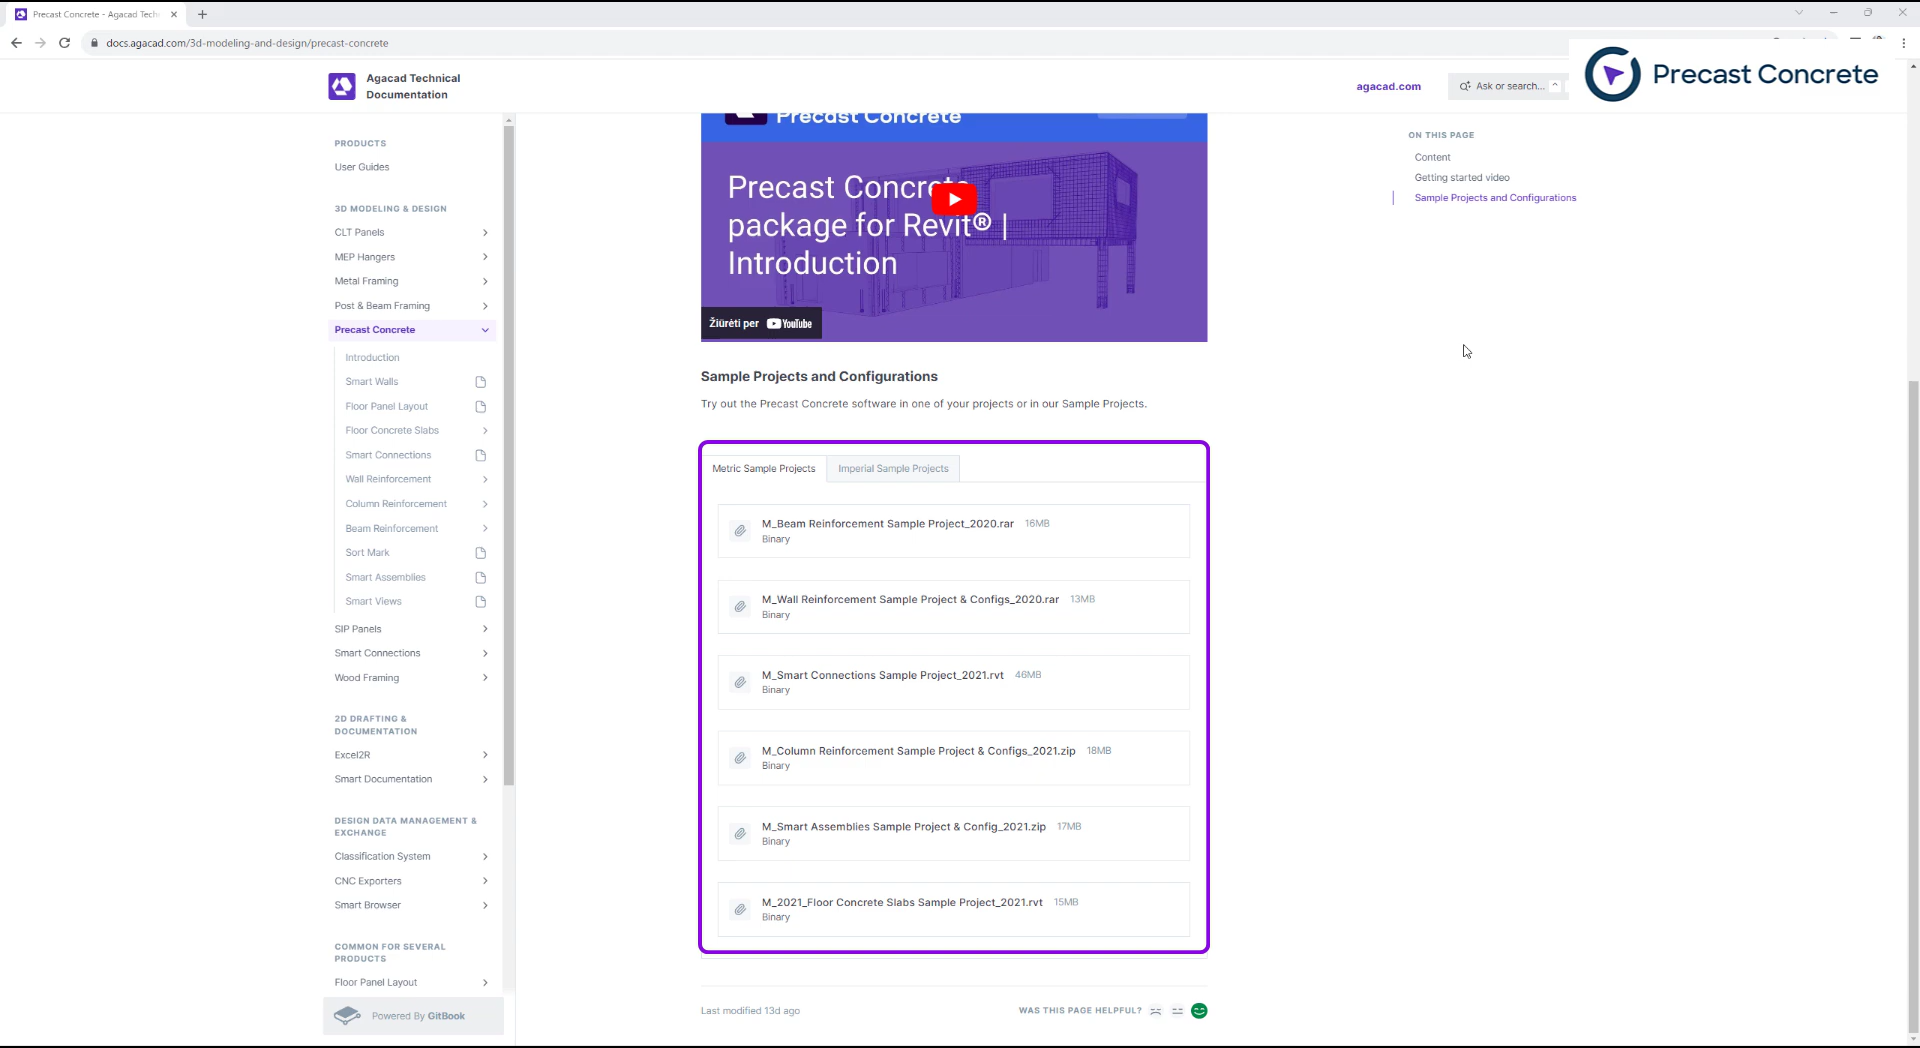 Precast Concrete - Agacad Tech
docs.agacad.com/3d-modeling-and-design/precast-concrete
Agacad Technical
Documentation
agacad.com
Ask or search...
Precast Concrete
PRODUCTS
User Guides
3D MODELING & DESIGN
CLT Panels
MEP Hangers
Metal Framing
Post & Beam Framing
Precast Concrete
Introduction
Smart Walls
Floor Panel Layout
Floor Concrete Slabs
Smart Connections
Wall Reinforcement
Column Reinforcement
Beam Reinforcement
Sort Mark
Smart Assemblies
Smart Views
SIP Panels
Smart Connections
Wood Framing
2D DRAFTING &
DOCUMENTATION
Excel2R
Smart Documentation
DESIGN DATA MANAGEMENT &
EXCHANGE
Classification System
CNC Exporters
Smart Browser
COMMON FOR SEVERAL
PRODUCTS
Floor Panel Layout
Powered By GitBook
Precast Concrete
Precast Concrete
package for Revit® |
Introduction
Žiūrėti per YouTube
Sample Projects and Configurations
Try out the Precast Concrete software in one of your projects or in our Sample Projects.
Metric Sample Projects
Imperial Sample Projects
M_Beam Reinforcement Sample Project_2020.rar 16MB
Binary
M_Wall Reinforcement Sample Project & Configs_2020.rar 13MB
Binary
M_Smart Connections Sample Project_2021.rvt 46MB
Binary
M_Column Reinforcement Sample Project & Configs_2021.zip 18MB
Binary
M_Smart Assemblies Sample Project & Config_2021.zip 17MB
Binary
M_2021_Floor Concrete Slabs Sample Project_2021.rvt 15MB
Binary
Last modified 13d ago
WAS THIS PAGE HELPFUL?
ON THIS PAGE
Content
Getting started video
Sample Projects and Configurations